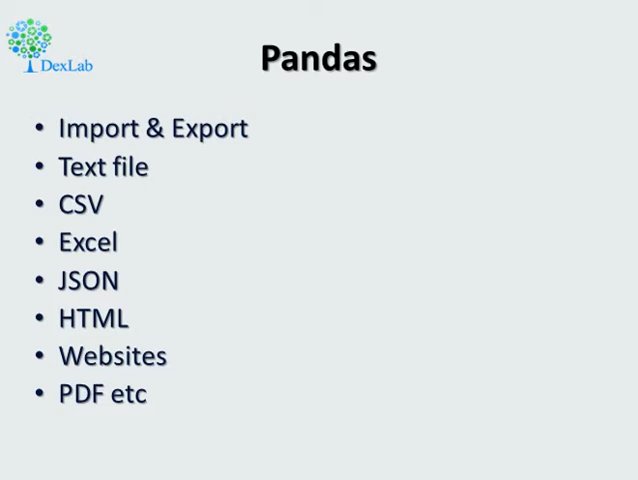 DexLab
Pandas
• Import & Export
• Text file
• CSV
• Excel
• JSON
• HTML
• Websites
• PDF etc